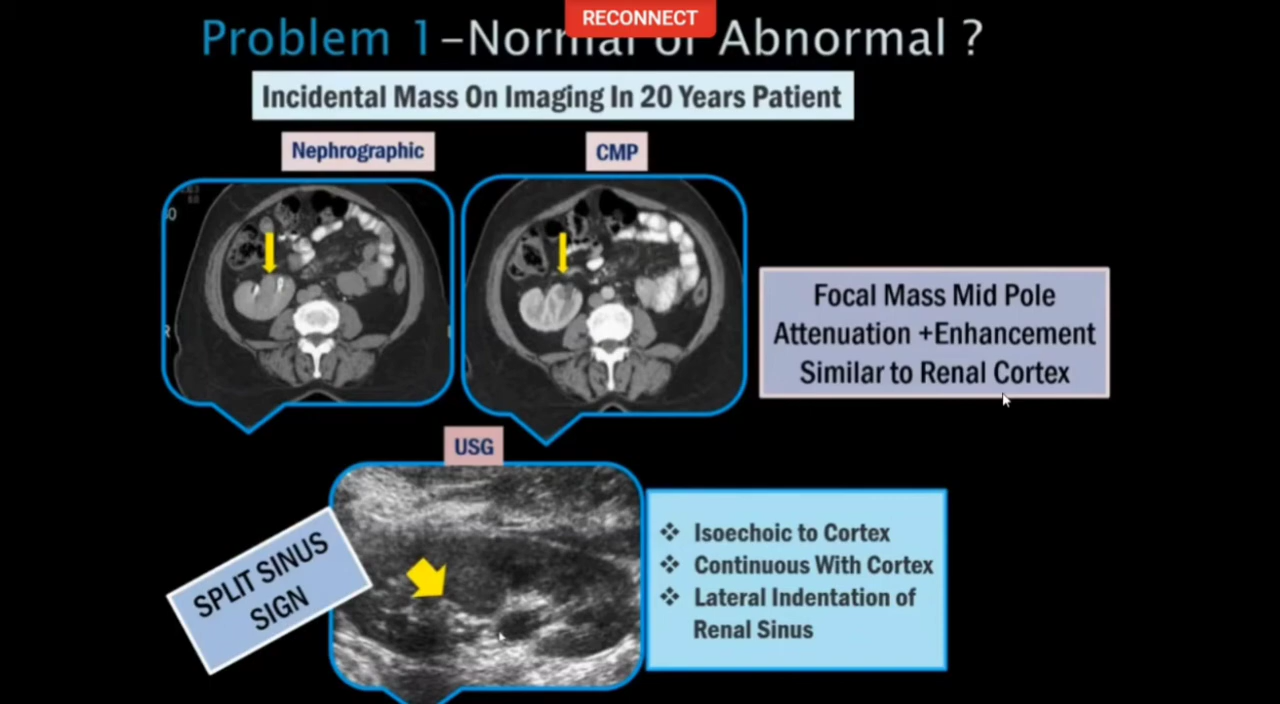 RECONNECT
Problem 1-Normal or Abnormal ?
Incidental Mass On Imaging In 20 Years Patient
Nephrographic
CMP
Focal Mass Mid Pole
Attenuation +Enhancement
Similar to Renal Cortex
USG
SPLIT SINUS
SIGN
❖ Isoechoic to Cortex
❖ Continuous With Cortex
❖ Lateral Indentation of
Renal Sinus